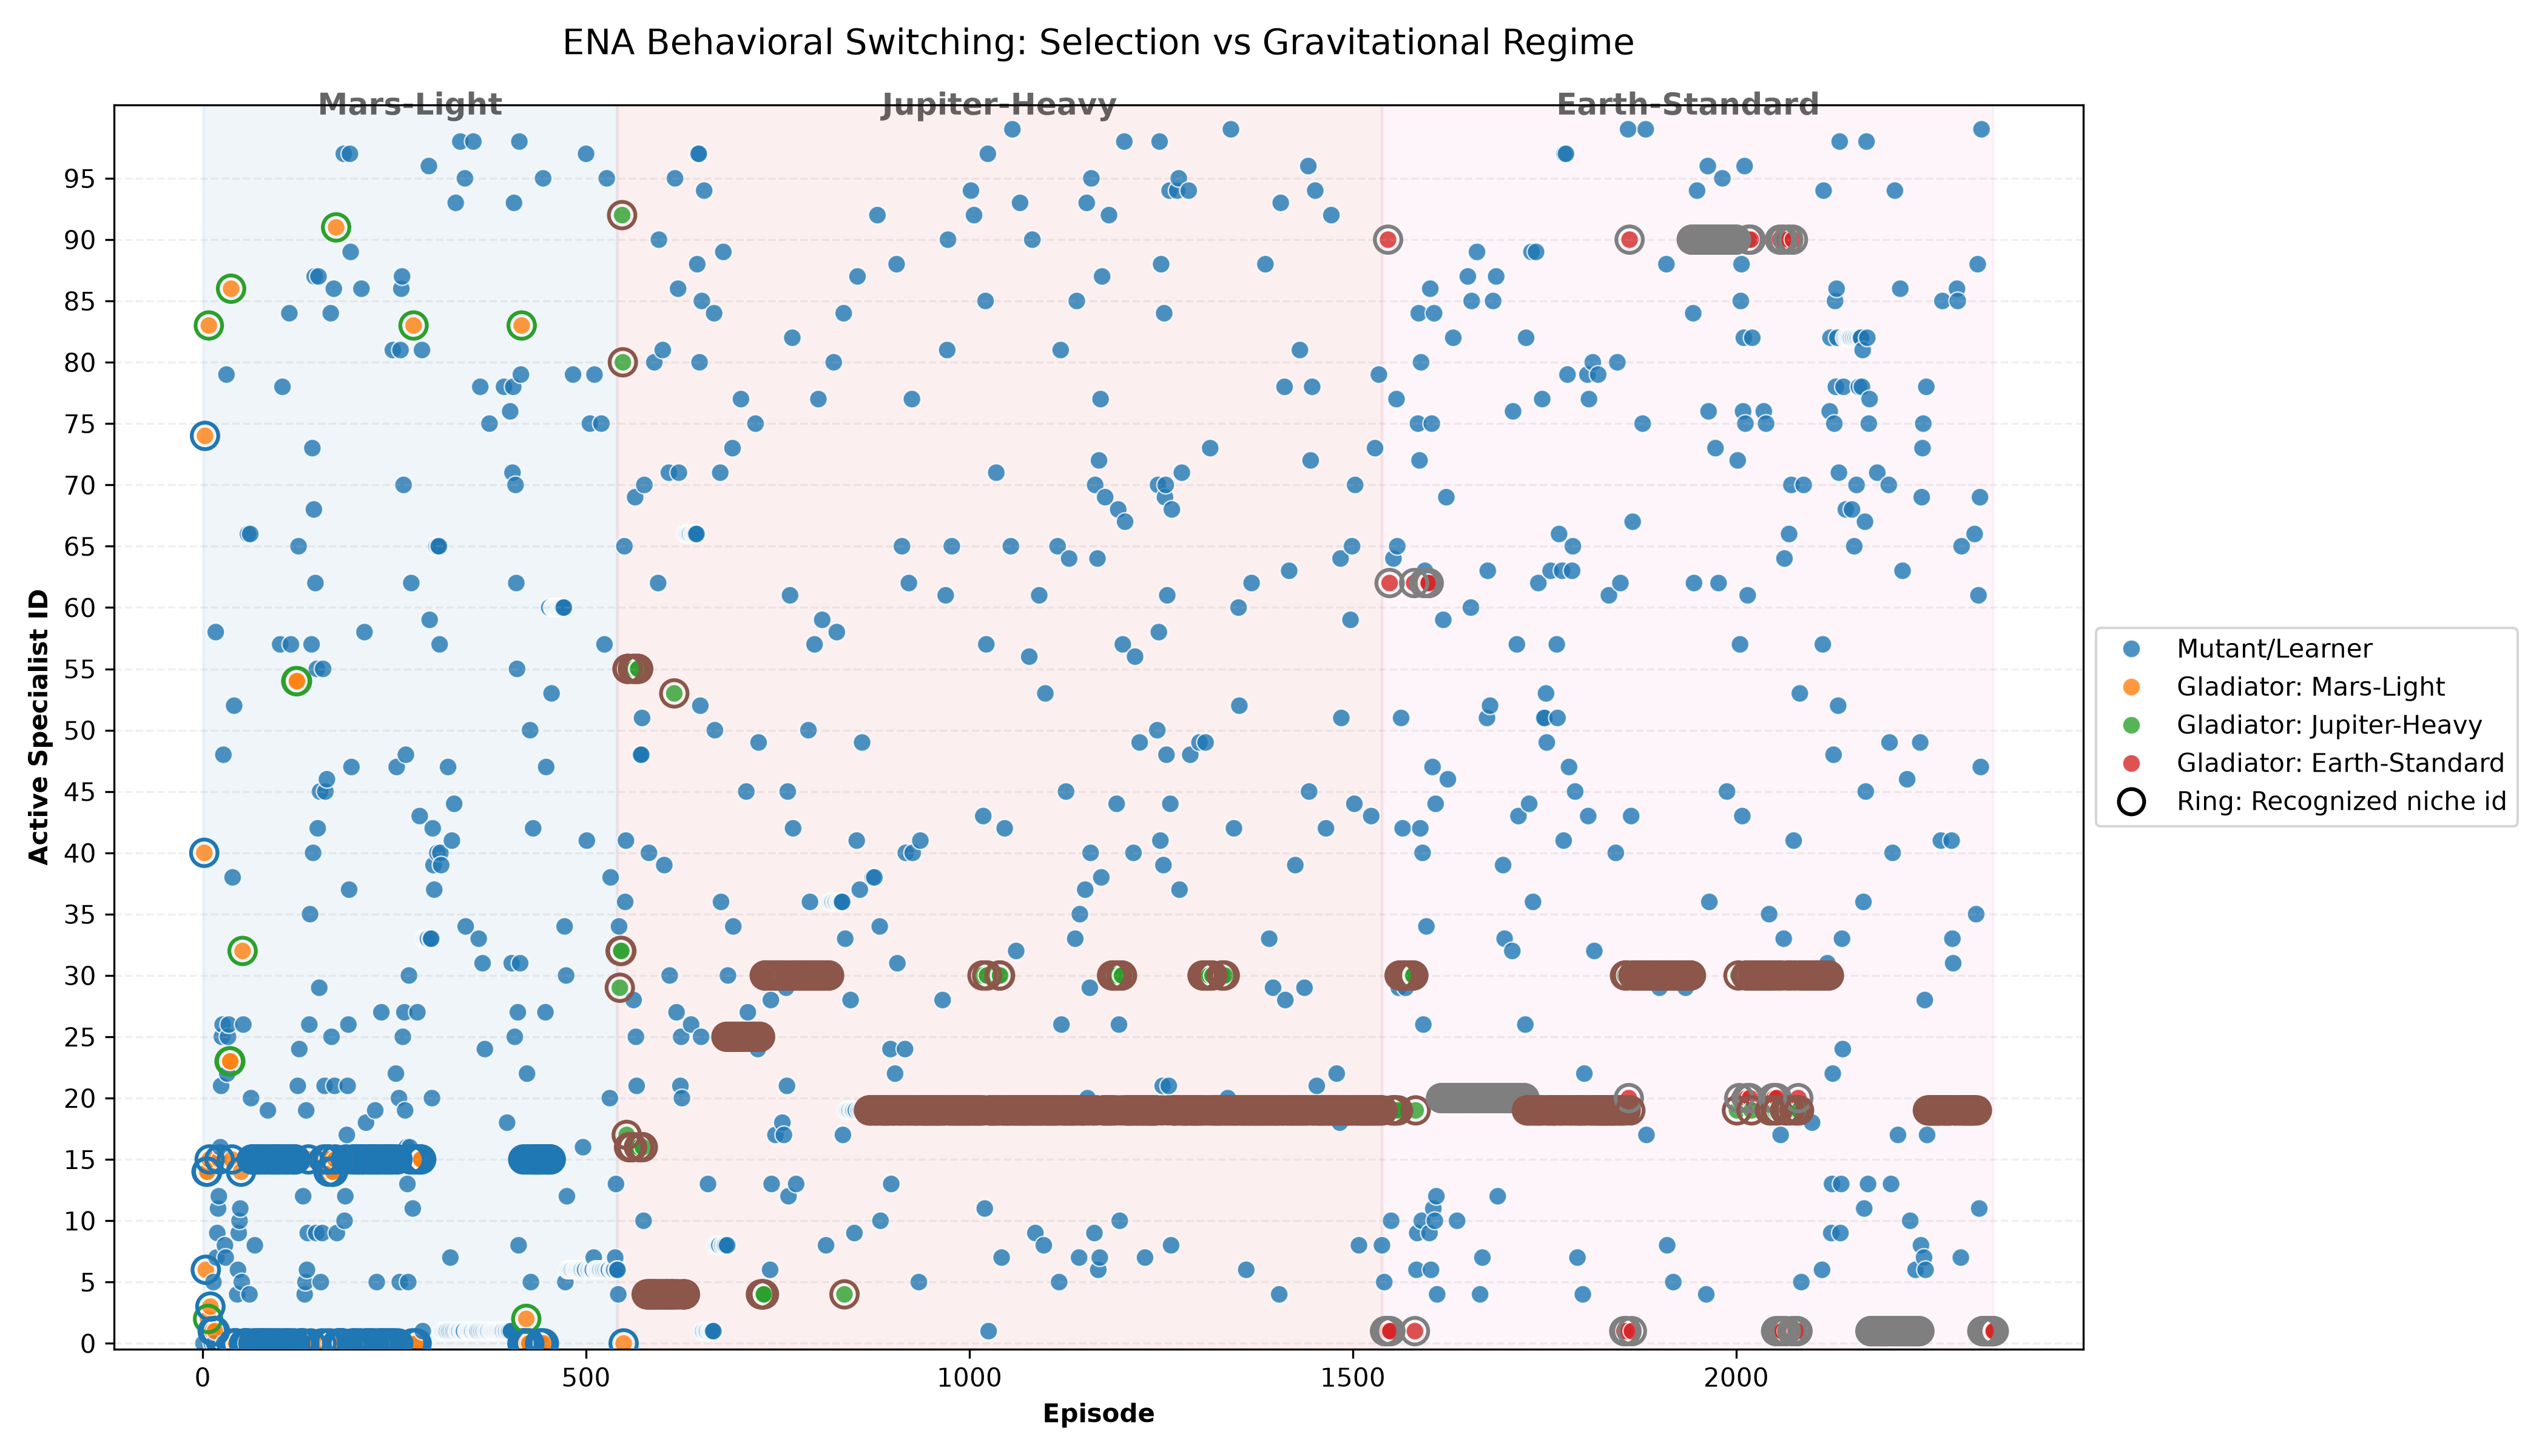 ENA Behavioral Switching: Selection vs Gravitational Regime
Mars-Light
Jupiter-Heavy
Earth-Standard
Active Specialist ID
95
90
85
80
75
70
65
60
55
50
45
40
35
30
25
20
15
10
5
0
0
500
1000
1500
2000
Episode
Mutant/Learner
Gladiator: Mars-Light
Gladiator: Jupiter-Heavy
Gladiator: Earth-Standard
Ring: Recognized niche id